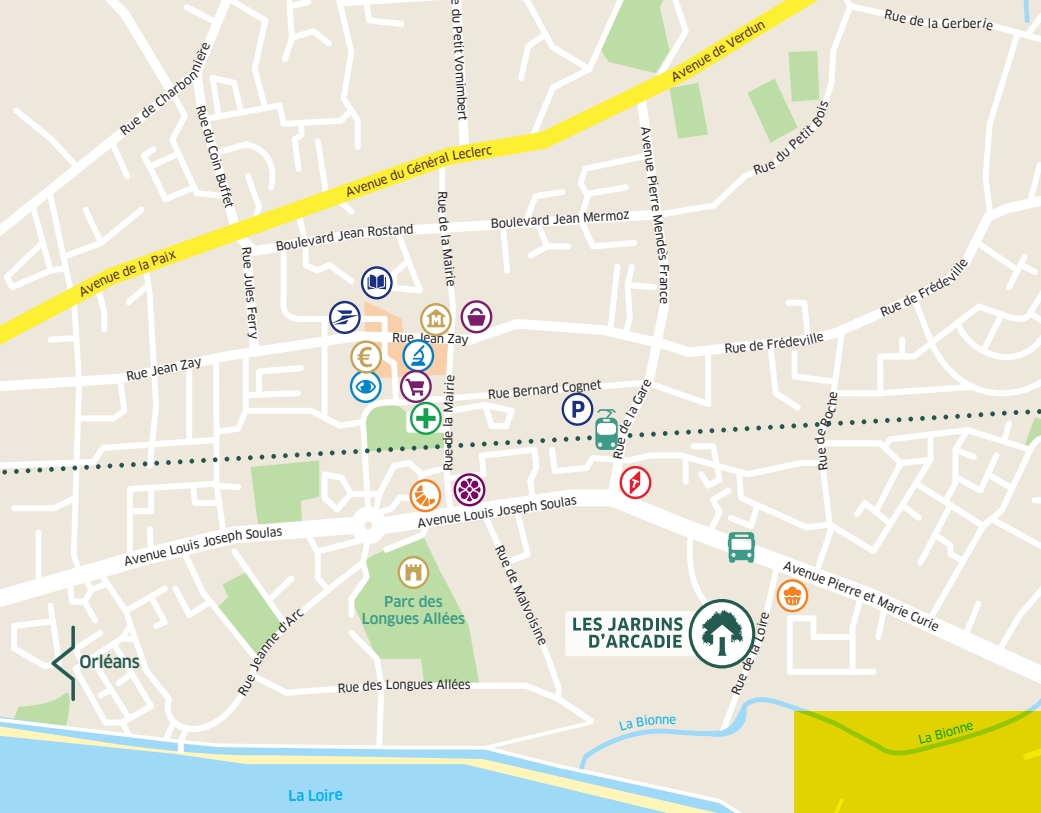 Rue de la Gerberie
e du Petit Vomimbert
Avenue de Verdun
Rue de Charbonnière
Rue du Coin Buffet
Rue du Petit Bois
Avenue du Général Leclerc
Avenue Pierre Mendès France
Rue de la Mairie
Boulevard Jean Mermoz
Boulevard Jean Rostand
Avenue de la Paix
Rue Jules Ferry
Rue de Frédeville
Rue Jean Zay
Rue de Frédeville
Rue Jean Zay
€
Rue Bernard Cognet
Rue de la Mairie
P
Rue de la Gare
Rue de Roche
Avenue Louis Joseph Soulas
Avenue Louis Joseph Soulas
Rue de Malvoisine
Avenue Pierre et Marie Curie
Parc des
Longues Allées
LES JARDINS
D'ARCADIE
Rue de la Loire
Rue Jeanne d'Arc
Orléans
Rue des Longues Allées
La Bionne
La Bionne
La Loire